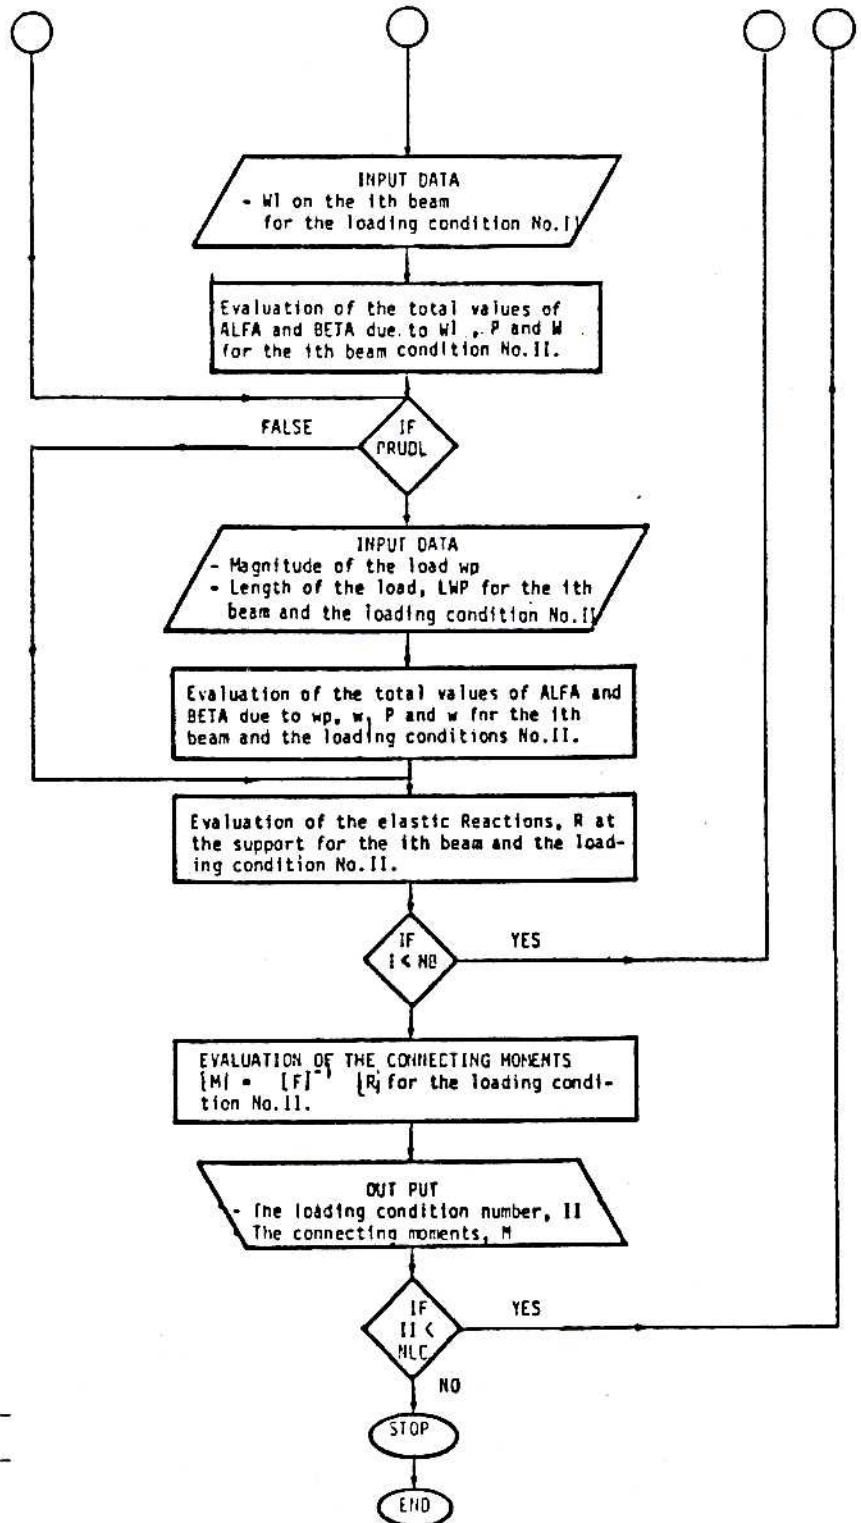 INPUT DATA
- W1 on the ith beam
for the loading condition No.II
Evaluation of the total values of
ALFA and BETA due to W1 , P and W
for the ith beam condition No.II.
FALSE
IF
PRUDL
INPUT DATA
- Magnitude of the load wp
- Length of the load, LWP for the ith
beam and the loading condition No.II
Evaluation of the total values of ALFA and
BETA due to wp, w, P and w for the ith
beam and the loading conditions No.II.
Evaluation of the elastic Reactions, R at
the support for the ith beam and the load-
ing condition No.II.
IF
I < NB
YES
EVALUATION OF THE CONNECTING MOMENTS
[M] = [F]⁻¹ [R] for the loading condi-
tion No.II.
OUT PUT
- The loading condition number, II
The connecting moments, M
IF
II <
NLC
YES
NO
STOP
END